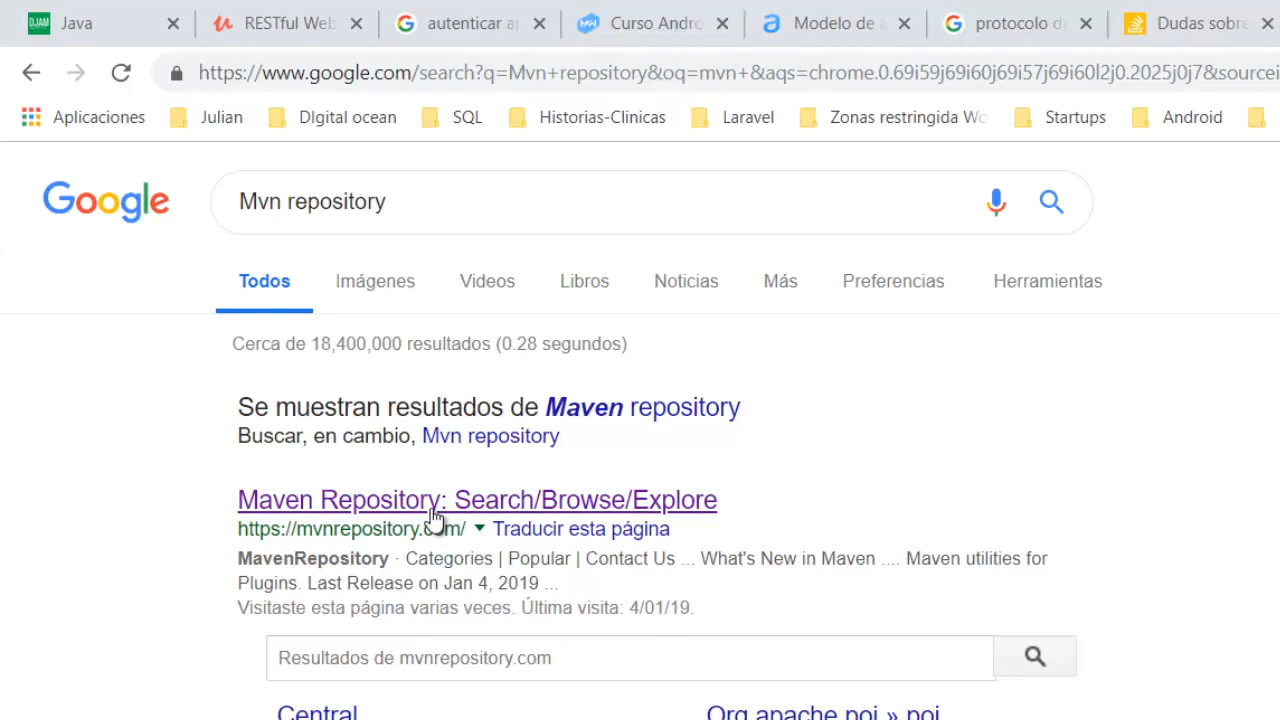 DJAM Java
RESTful Web
autenticar a
Curso Andro
Modelo de a
protocolo d
Dudas sobre
https://www.google.com/search?q=Mvn+repository&oq=mvn+&aqs=chrome.0.69i59j69i60j69i57j69i60l2j0.2025j0j7&sourcei
Aplicaciones
Julian
DIgital ocean
SQL
Historias-Clinicas
Laravel
Zonas restringida Wo
Startups
Android
Google
Mvn repository
Todos
Imágenes
Videos
Libros
Noticias
Más
Preferencias
Herramientas
Cerca de 18,400,000 resultados (0.28 segundos)
Se muestran resultados de Maven repository
Buscar, en cambio, Mvn repository
Maven Repository: Search/Browse/Explore
https://mvnrepository.com/ Traducir esta página
MavenRepository · Categories | Popular | Contact Us ... What's New in Maven .... Maven utilities for
Plugins. Last Release on Jan 4, 2019 ...
Visitaste esta página varias veces. Última visita: 4/01/19.
Resultados de mvnrepository.com
Central
Org.apache.poi » poi